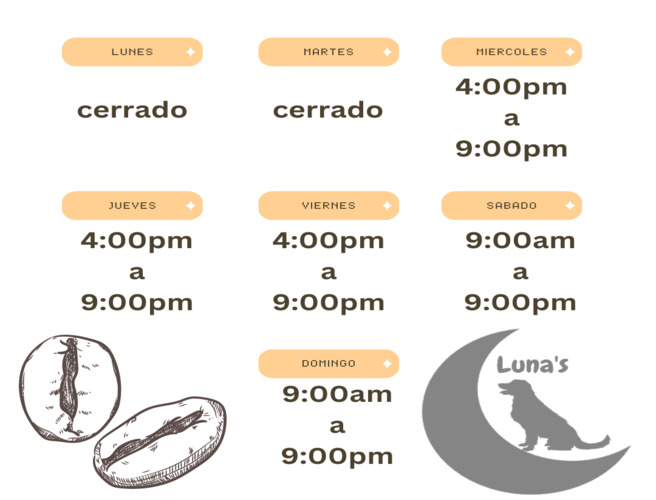 LUNES
cerrado
MARTES
cerrado
MIERCOLES
4:00pm
a
9:00pm
JUEVES
4:00pm
a
9:00pm
VIERNES
4:00pm
a
9:00pm
SABADO
9:00am
a
9:00pm
DOMINGO
9:00am
a
9:00pm
Luna's